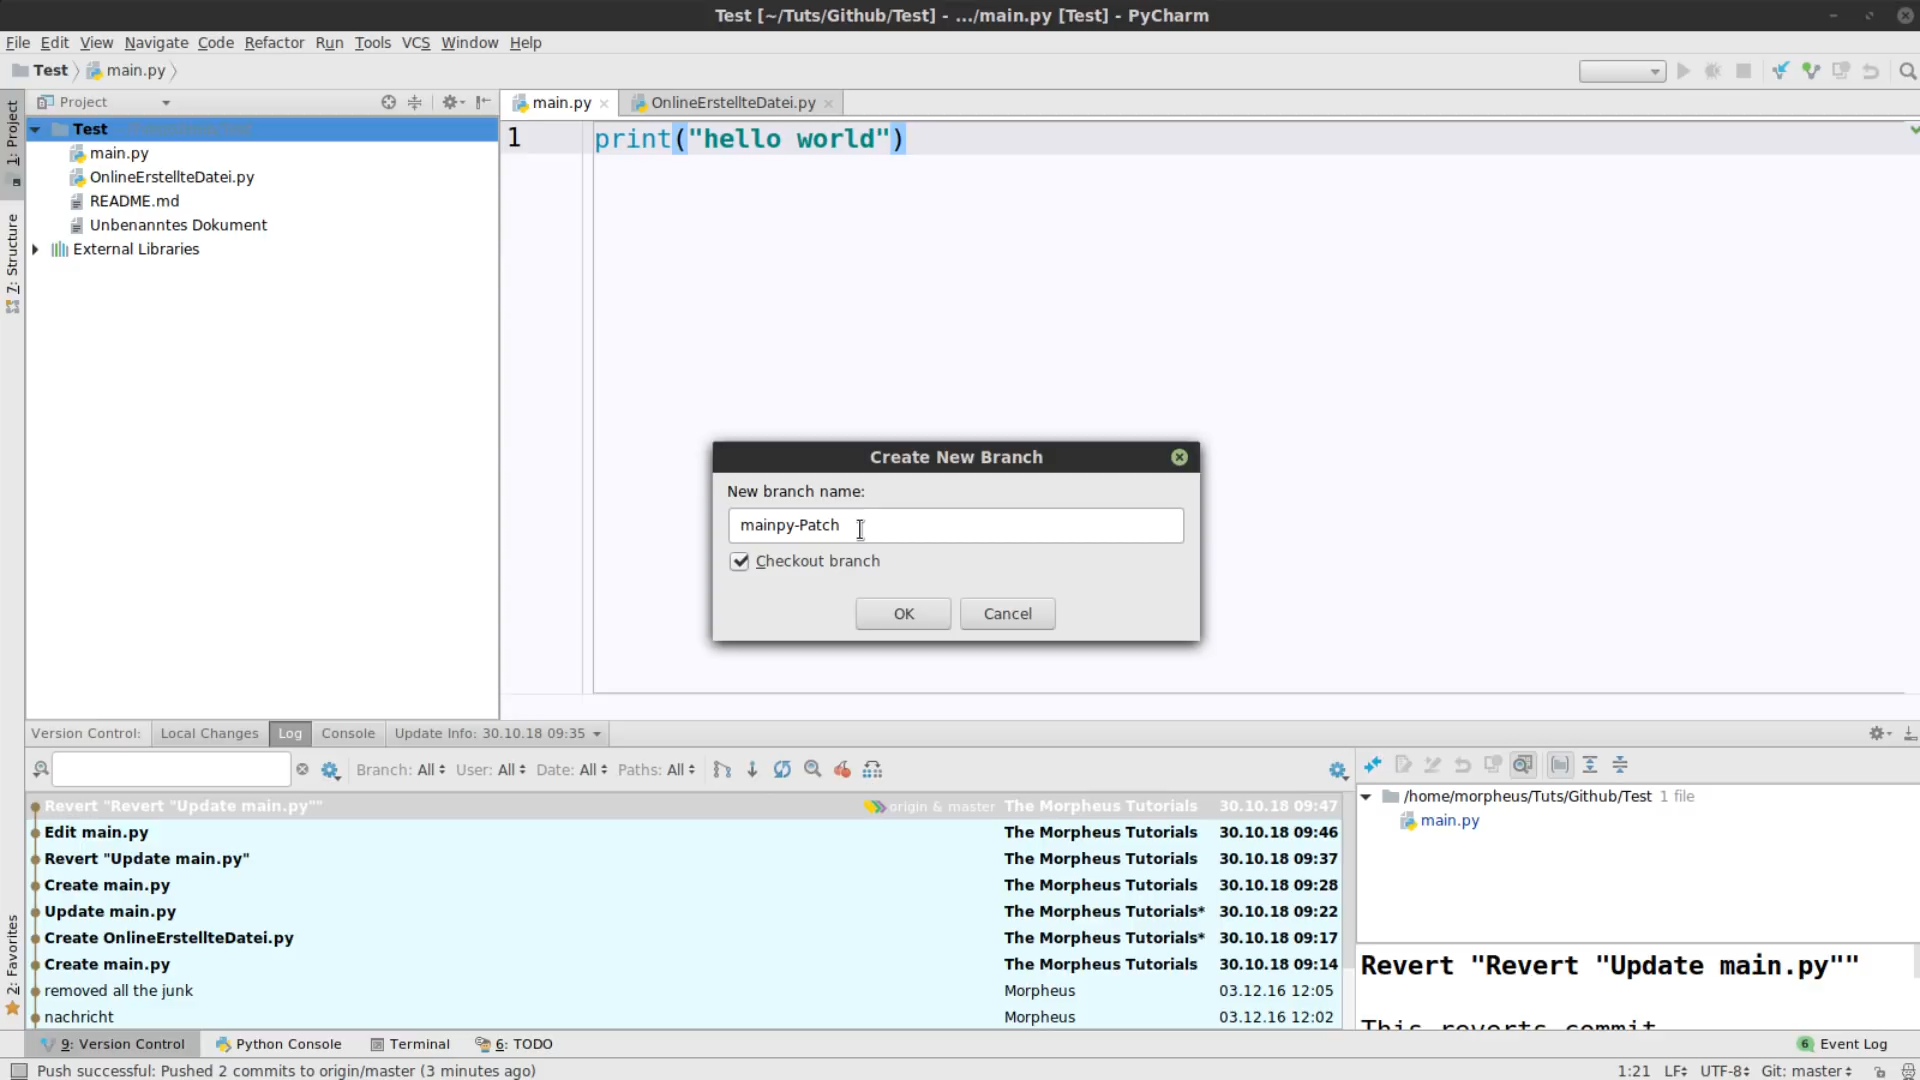 Test [~/Tuts/Github/Test] - .../main.py [Test] - PyCharm
File Edit View Navigate Code Refactor Run Tools VCS Window Help
Test main.py
1: Project
7: Structure
2: Favorites
Project
main.py OnlineErstellteDatei.py
Test
main.py
OnlineErstellteDatei.py
README.md
Unbenanntes Dokument
External Libraries
1 print("hello world")
Create New Branch
New branch name:
mainpy-Patch
Checkout branch
OK Cancel
Version Control: Local Changes Log Console Update Info: 30.10.18 09:35
Branch: All User: All Date: All Paths: All
Revert "Revert "Update main.py"" origin & master The Morpheus Tutorials 30.10.18 09:47
Edit main.py The Morpheus Tutorials 30.10.18 09:46
Revert "Update main.py" The Morpheus Tutorials 30.10.18 09:37
Create main.py The Morpheus Tutorials 30.10.18 09:28
Update main.py The Morpheus Tutorials* 30.10.18 09:22
Create OnlineErstellteDatei.py The Morpheus Tutorials* 30.10.18 09:17
Create main.py The Morpheus Tutorials 30.10.18 09:14
removed all the junk Morpheus 03.12.16 12:05
nachricht Morpheus 03.12.16 12:02
/home/morpheus/Tuts/Github/Test 1 file
main.py
Revert "Revert "Update main.py""
This reverts commit
9: Version Control Python Console Terminal 6: TODO 6 Event Log
Push successful: Pushed 2 commits to origin/master (3 minutes ago) 1:21 LF UTF-8 Git: master